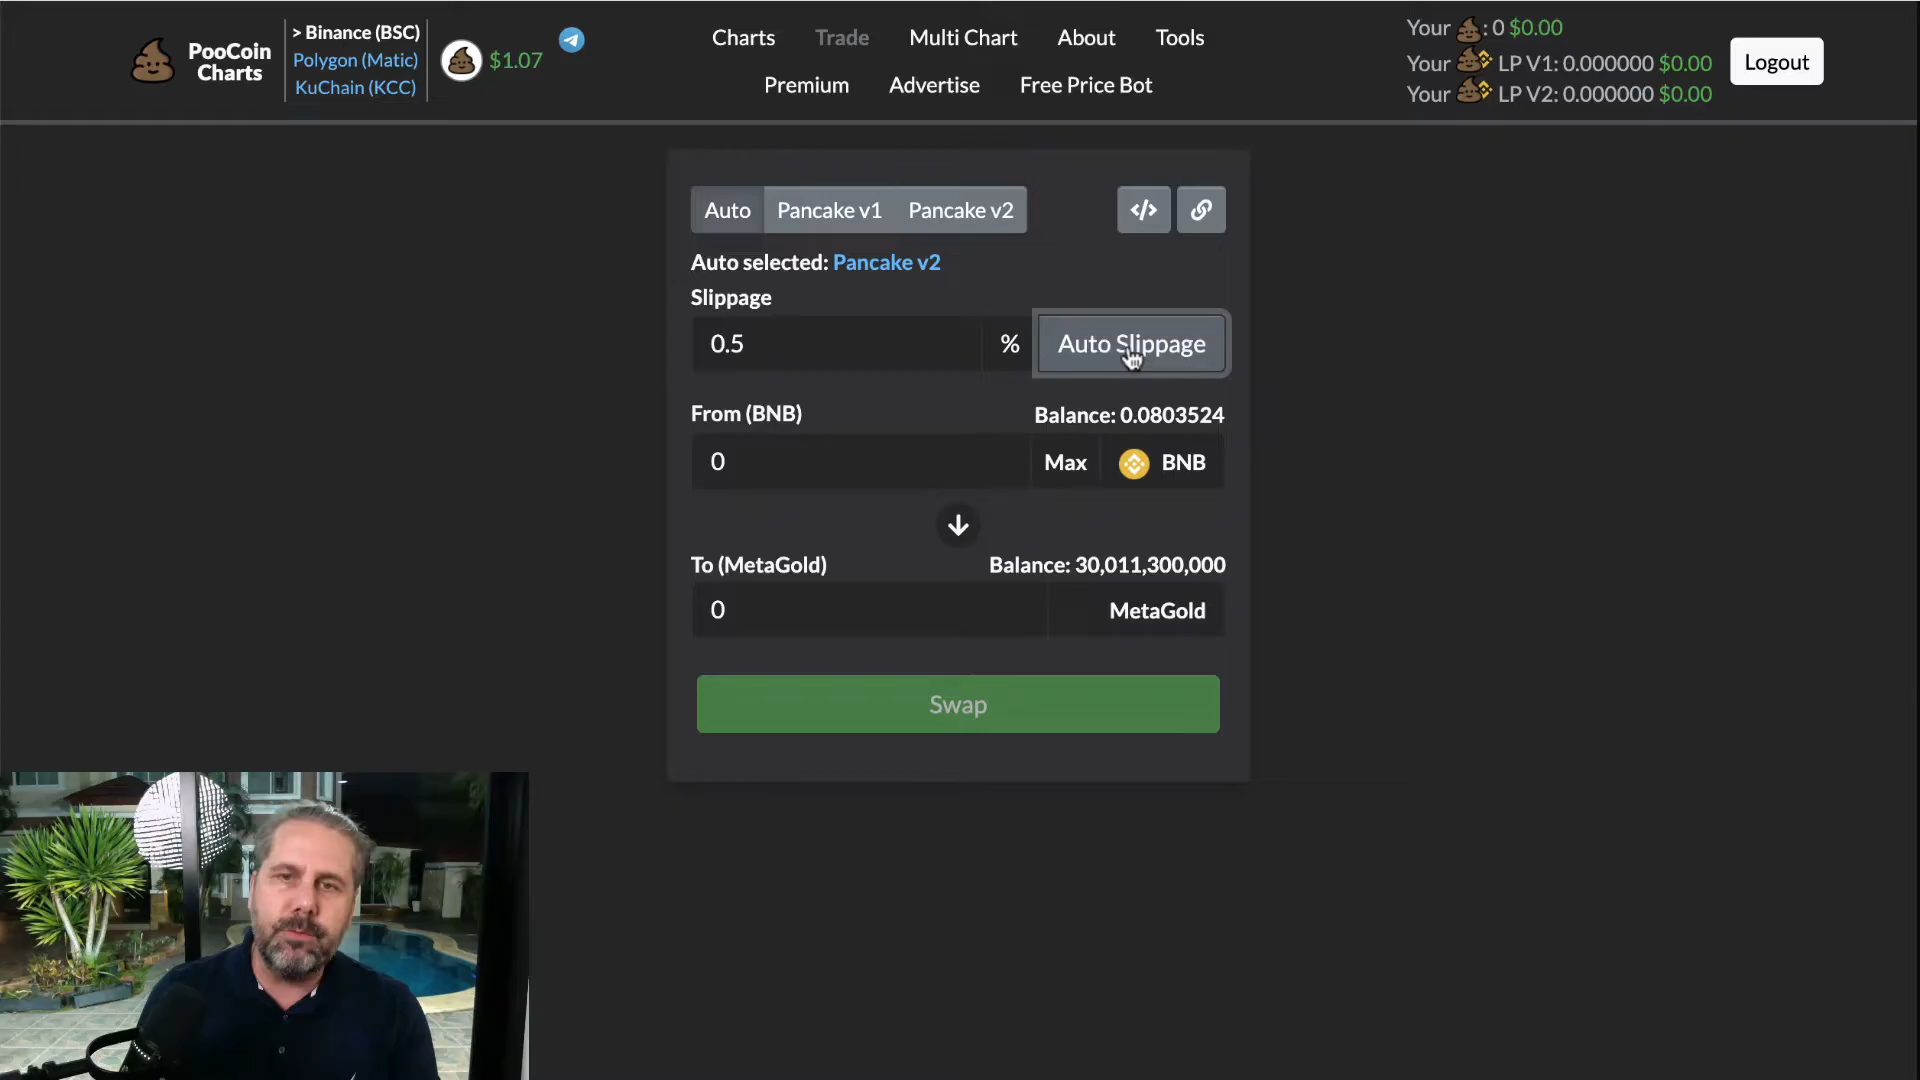 PooCoin
Charts
> Binance (BSC)
Polygon (Matic)
KuChain (KCC)
$1.07
Charts
Trade
Multi Chart
About
Tools
Premium
Advertise
Free Price Bot
Your : 0 $0.00
Your LP V1: 0.000000 $0.00
Your LP V2: 0.000000 $0.00
Logout
Auto
Pancake v1
Pancake v2
Auto selected: Pancake v2
Slippage
0.5
%
Auto Slippage
From (BNB)
Balance: 0.0803524
0
Max
BNB
To (MetaGold)
Balance: 30,011,300,000
0
MetaGold
Swap